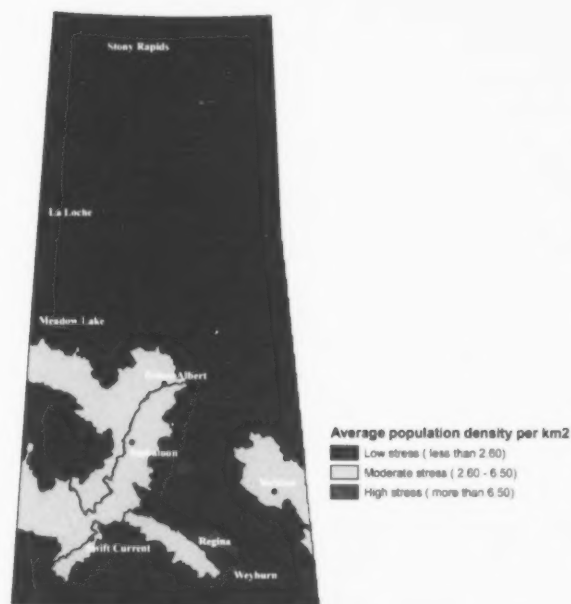 Stony Rapids
La Loche
Meadow Lake
Prince Albert
Saskatoon
Average population density per km2
Low stress ( less than 2.60)
Moderate stress ( 2.60 - 6.50)
High stress ( more than 6.50)
Swift Current
Regina
Weyburn